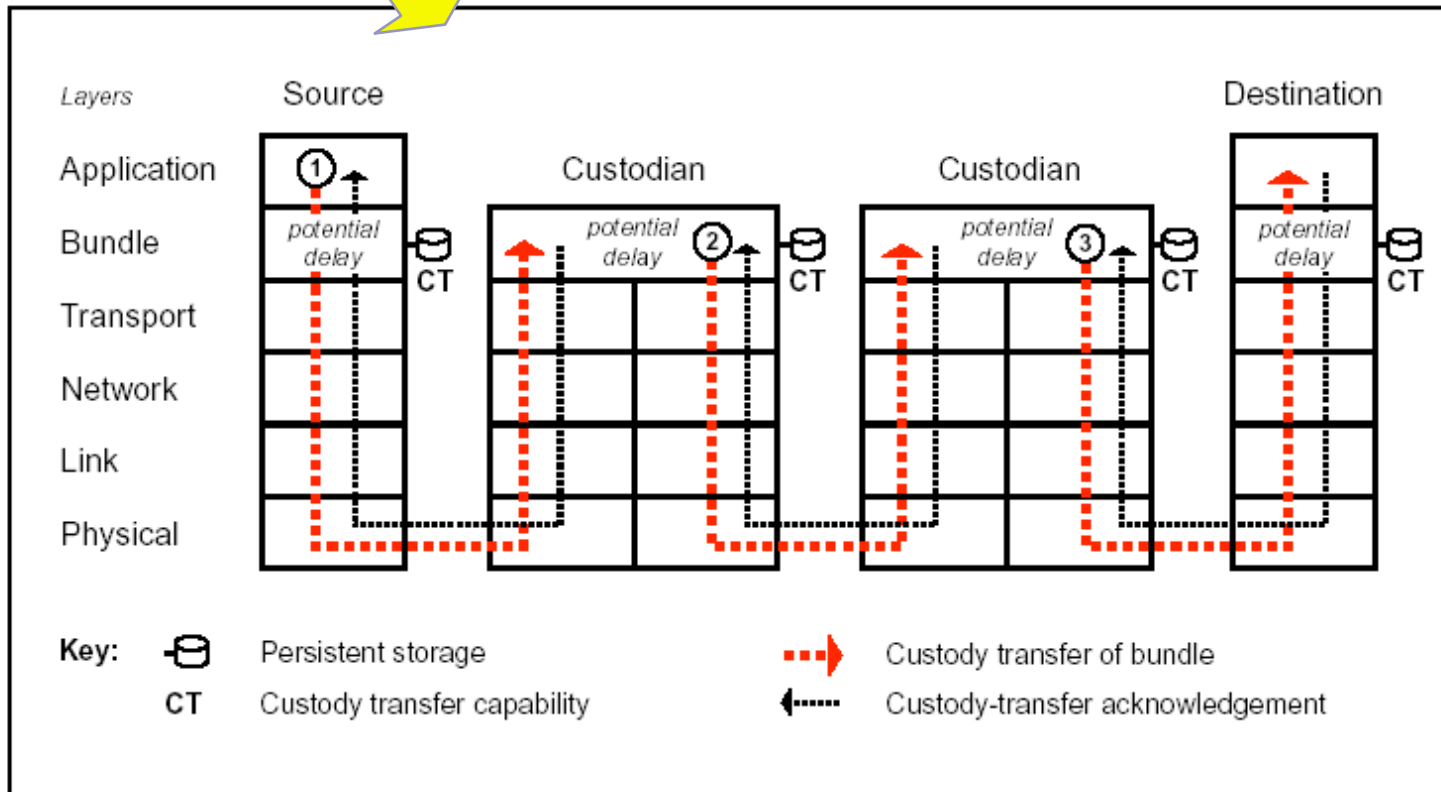 Layers Source Destination
Application 1 Custodian Custodian
Bundle potential delay CT potential delay 2 CT potential delay 3 CT potential delay CT
Transport
Network
Link
Physical
Key: Persistent storage Custody transfer of bundle
CT Custody transfer capability Custody-transfer acknowledgement